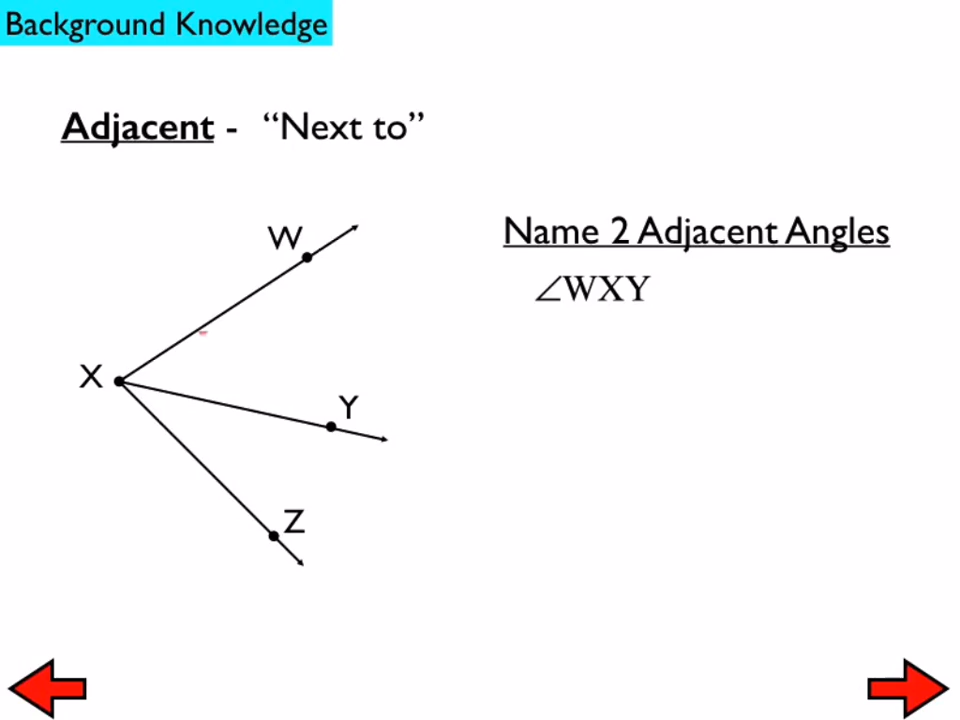 Background Knowledge
Adjacent - “Next to”
Name 2 Adjacent Angles
∠WXY
W
X
Y
Z